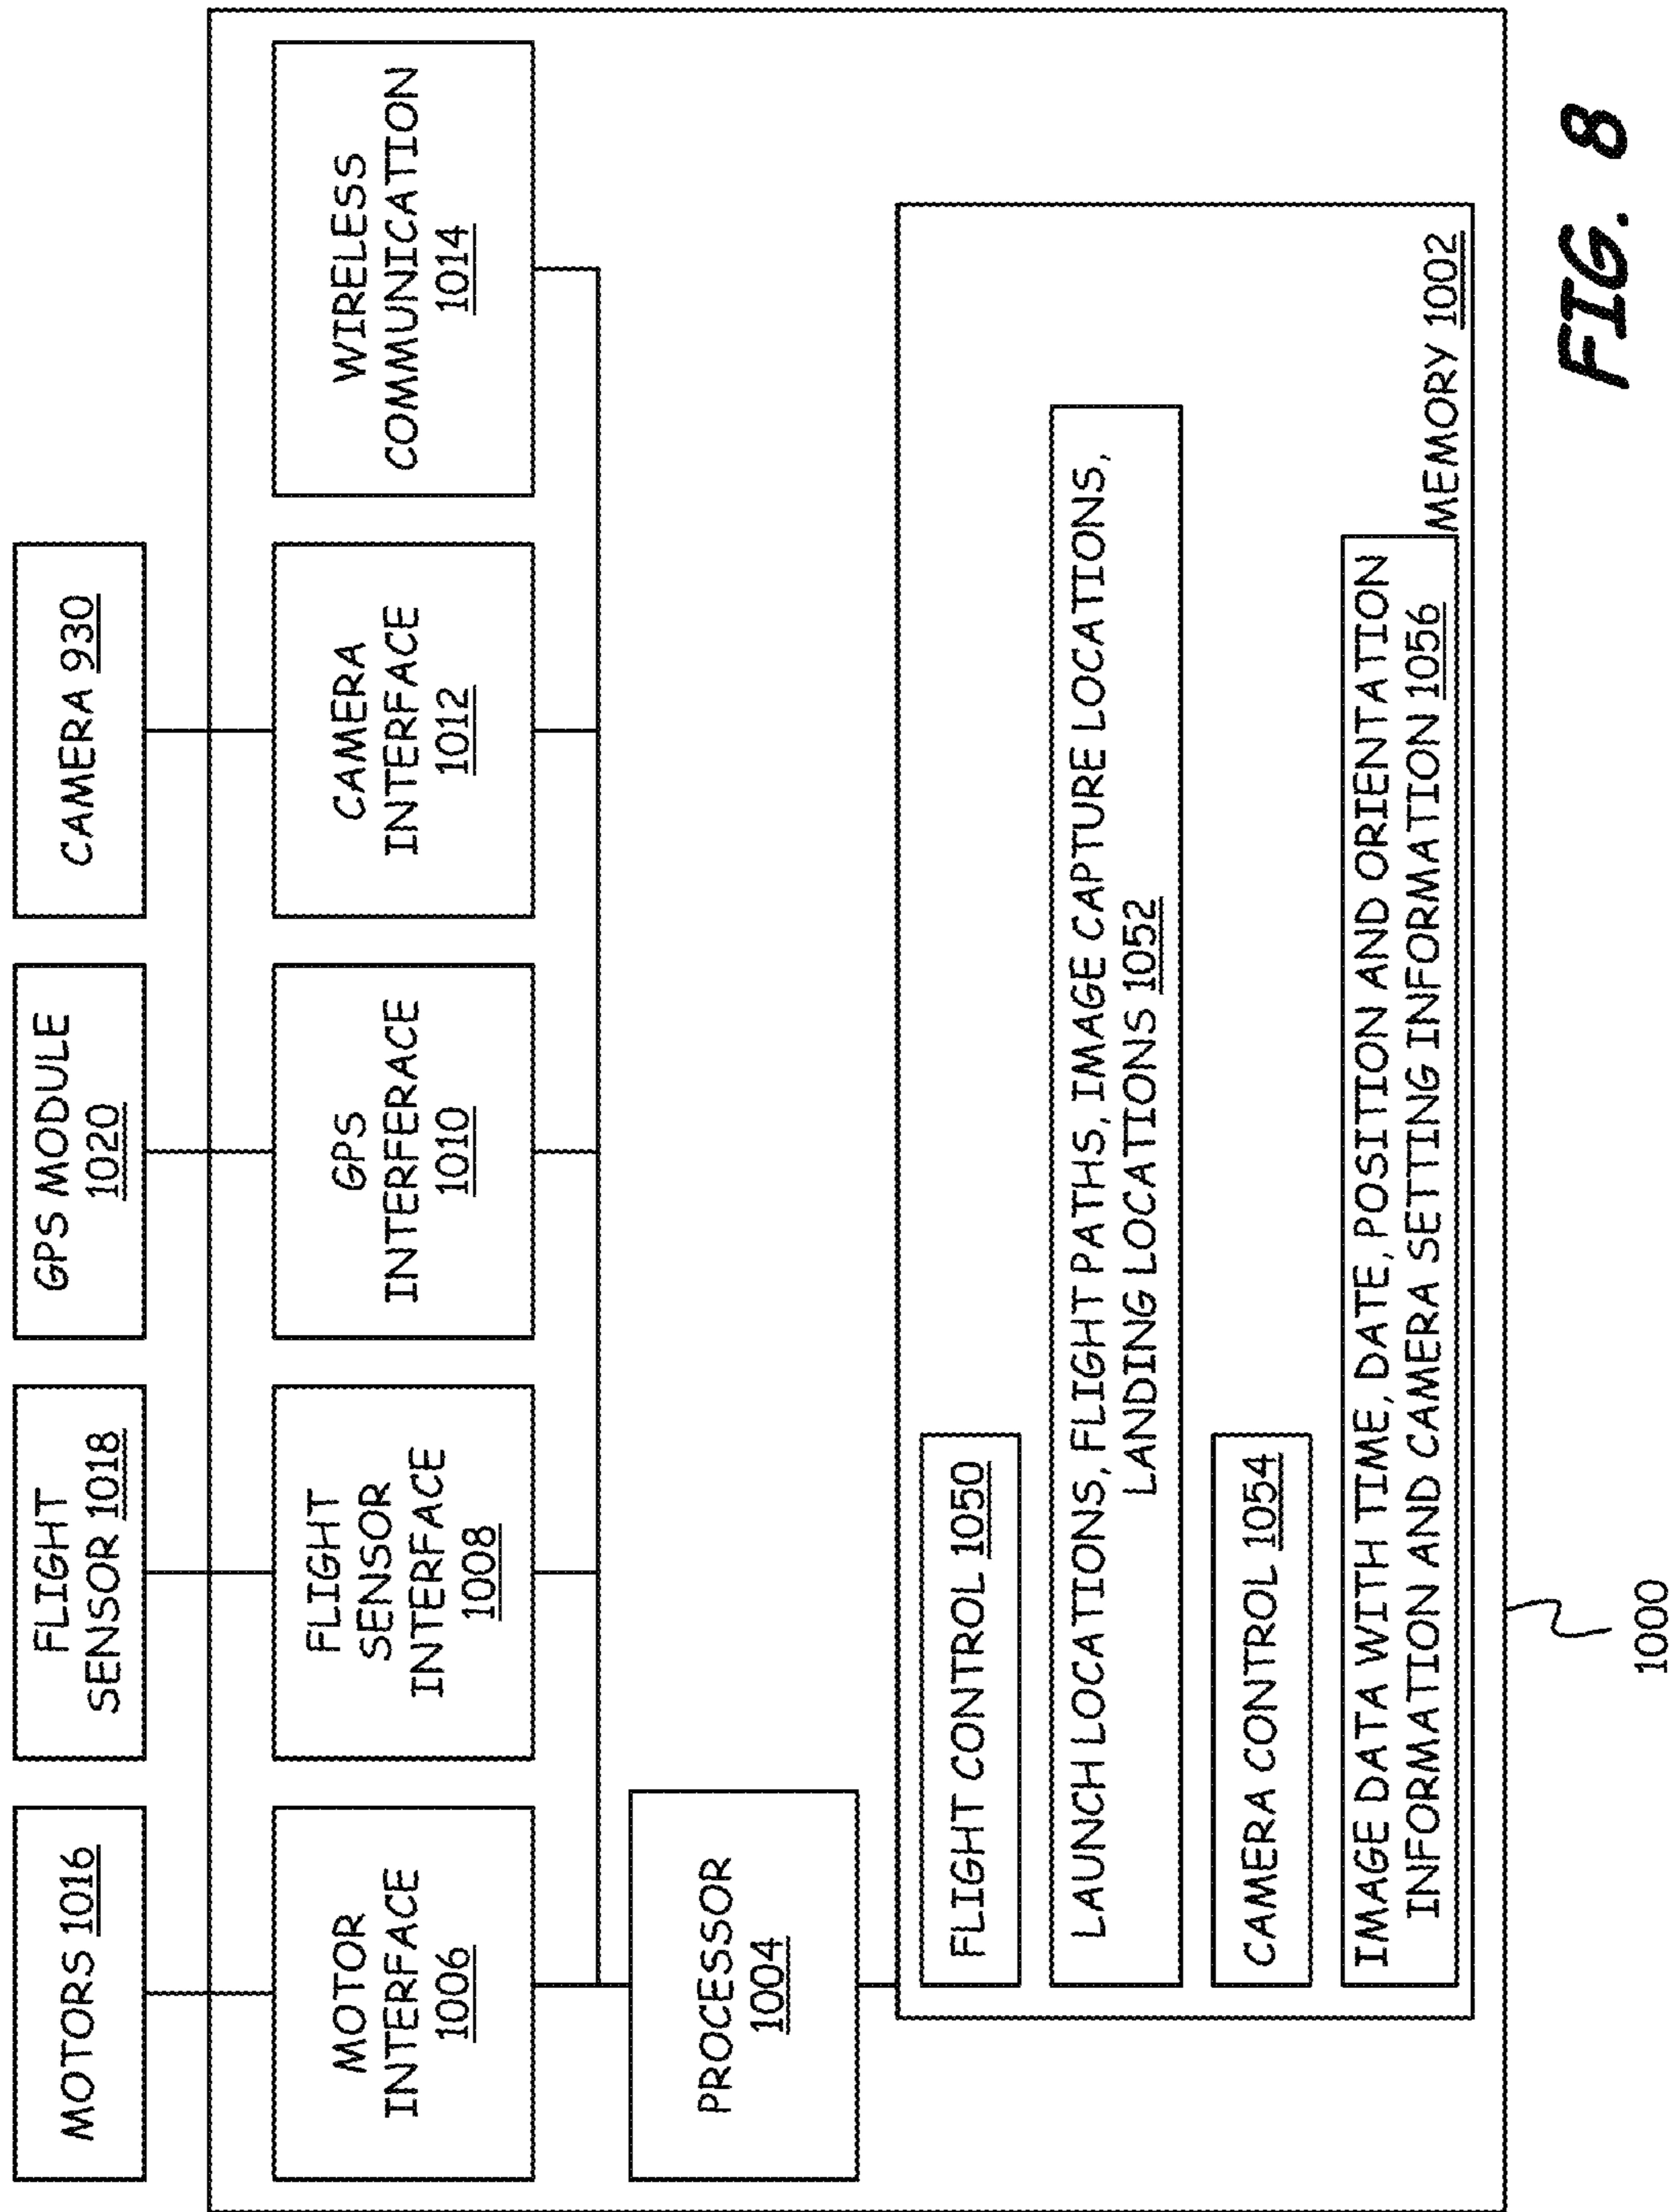 MOTORS 1016
FLIGHT
SENSOR 1018
GPS MODULE
1020
CAMERA 930
MOTOR
INTERFACE
1006
FLIGHT
SENSOR
INTERFACE
1008
GPS
INTERFERACE
1010
CAMERA
INTERFACE
1012
WIRELESS
COMMUNICATION
1014
PROCESSOR
1004
FLIGHT CONTROL 1050
LAUNCH LOCATIONS, FLIGHT PATHS, IMAGE CAPTURE LOCATIONS,
LANDING LOCATIONS 1052
CAMERA CONTROL 1054
IMAGE DATA WITH TIME, DATE, POSITION AND ORIENTATION
INFORMATION AND CAMERA SETTING INFORMATION 1056
MEMORY 1002
1000
FIG. 8